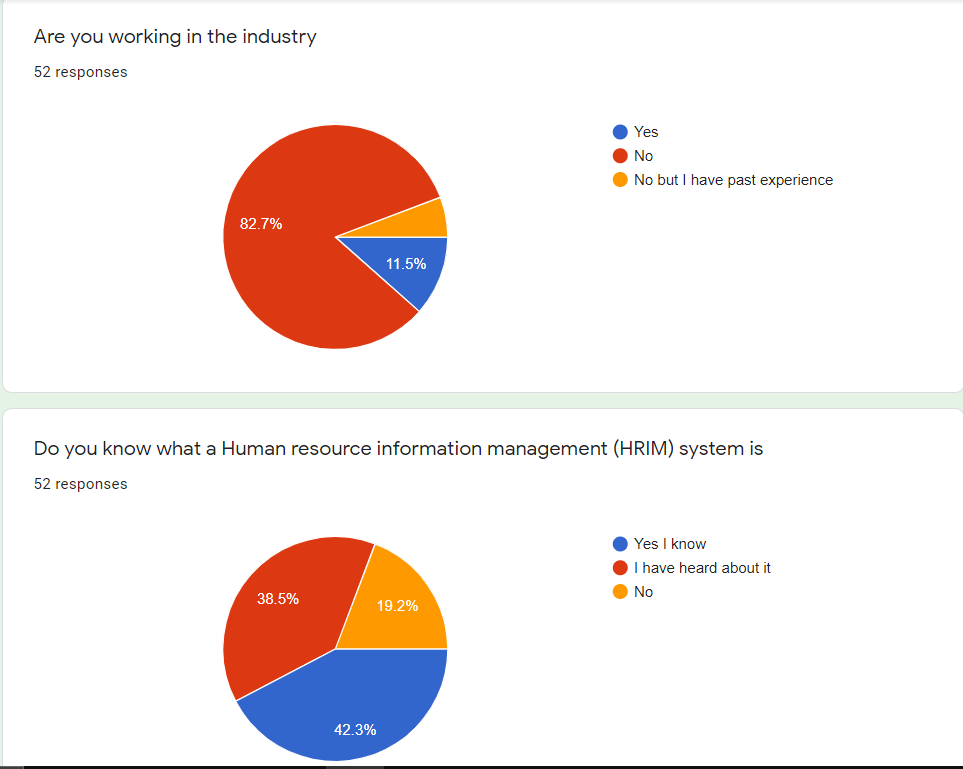 Are you working in the industry
52 responses
Yes
No
No but I have past experience
82.7%
11.5%
Do you know what a Human resource information management (HRIM) system is
52 responses
Yes I know
I have heard about it
No
38.5%
19.2%
42.3%